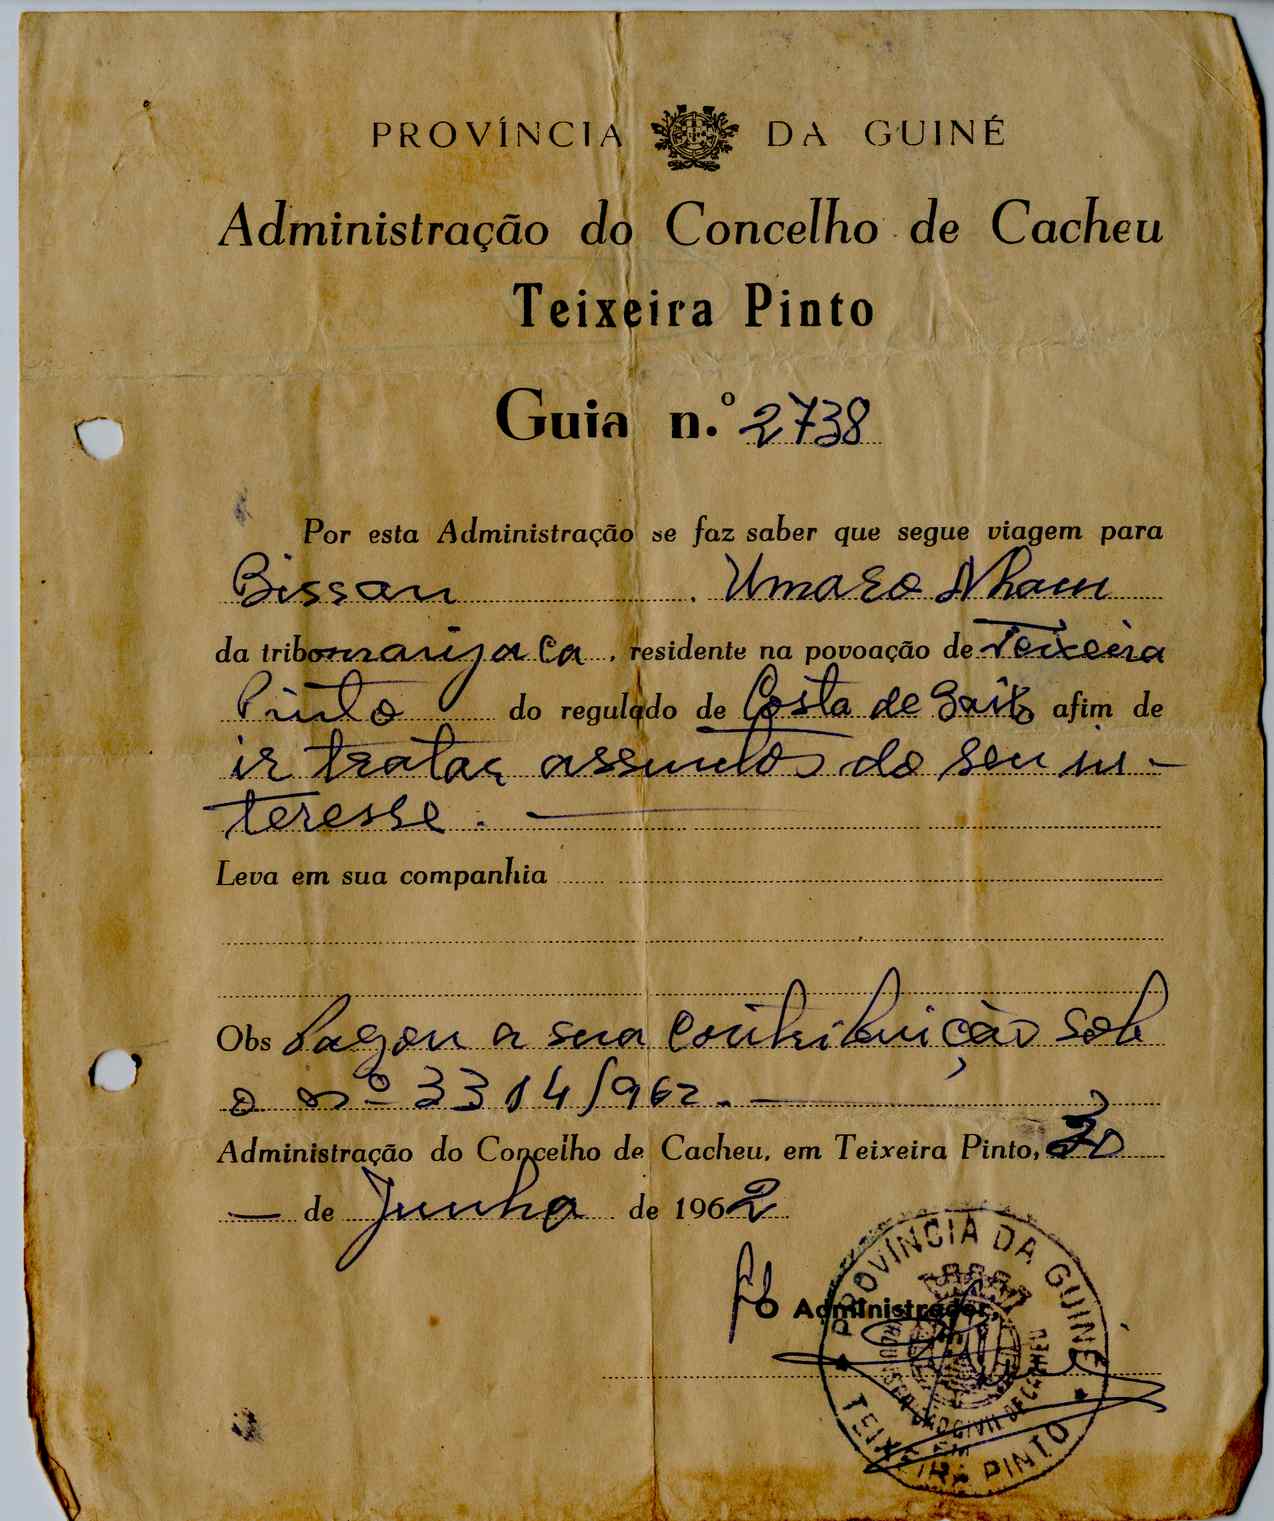 PROVÍNCIA DA GUINÉ
Administração do Concelho de Cacheu
Teixeira Pinto
Guia n.º 2738
Por esta Administração se faz saber que segue viagem para
Bissau . Umaro Nham
da tribo manjaca, residente na povoação de Teixeira
Pinto do regulado de Costa de Baixo afim de
ir tratar assuntos do seu in-
teresse. —
Leva em sua companhia
Obs Pagou a sua contribuição sob
o nº 3314/962. —
Administração do Concelho de Cacheu, em Teixeira Pinto, 30
— de Junho de 1962
O Administrador,
PROVÍNCIA DA GUINÉ
TEIXEIRA PINTO